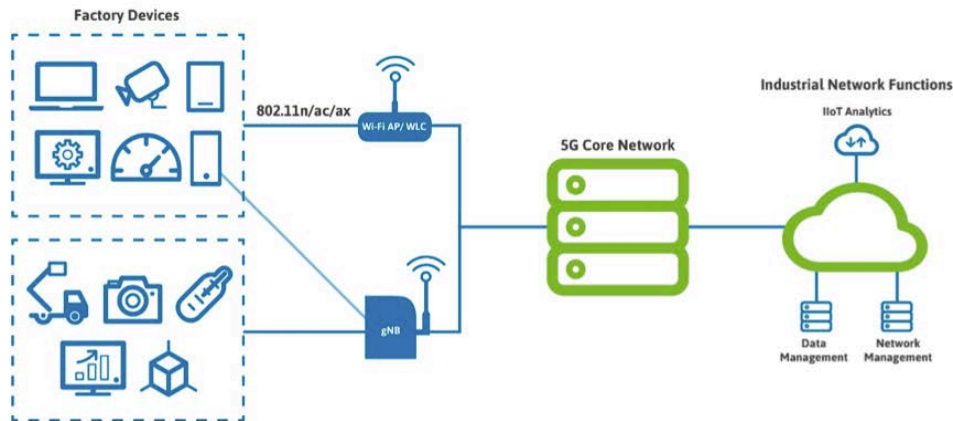 Factory Devices
802.11n/ac/ax
Wi-Fi AP/ WLC
gNB
5G Core Network
Industrial Network Functions
IIoT Analytics
Data
Management
Network
Management